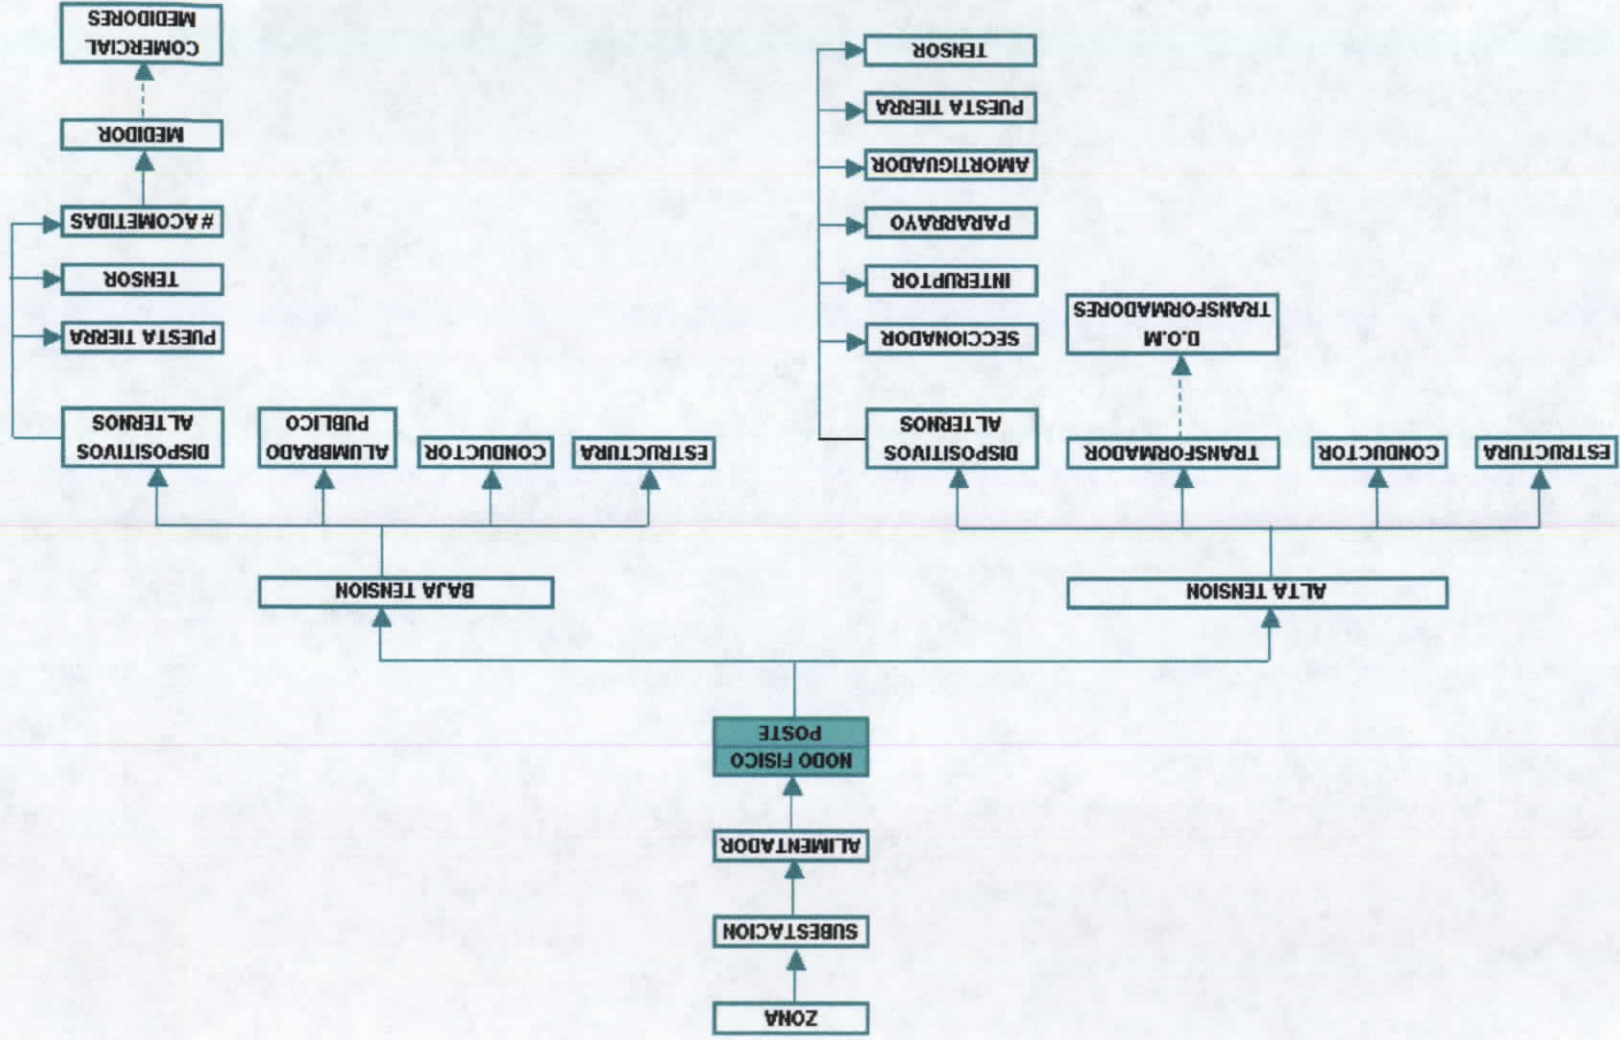 ZONA
SUBESTACION
ALIMENTADOR
NODO FISICO
POSTE
ALTA TENSION
BAJA TENSION
ESTRUCTURA
CONDUCTOR
TRANSFORMADOR
DISPOSITIVOS
ALTERNOS
ESTRUCTURA
CONDUCTOR
ALUMBRADO
PUBLICO
DISPOSITIVOS
ALTERNOS
D.O.M
TRANSFORMADORES
SECCIONADOR
INTERUPTOR
PARARRAYO
AMORTIGUADOR
PUESTA TIERRA
TENSOR
PUESTA TIERRA
TENSOR
# ACOMETIDAS
MEDIDOR
COMERCIAL
MEDIDORES